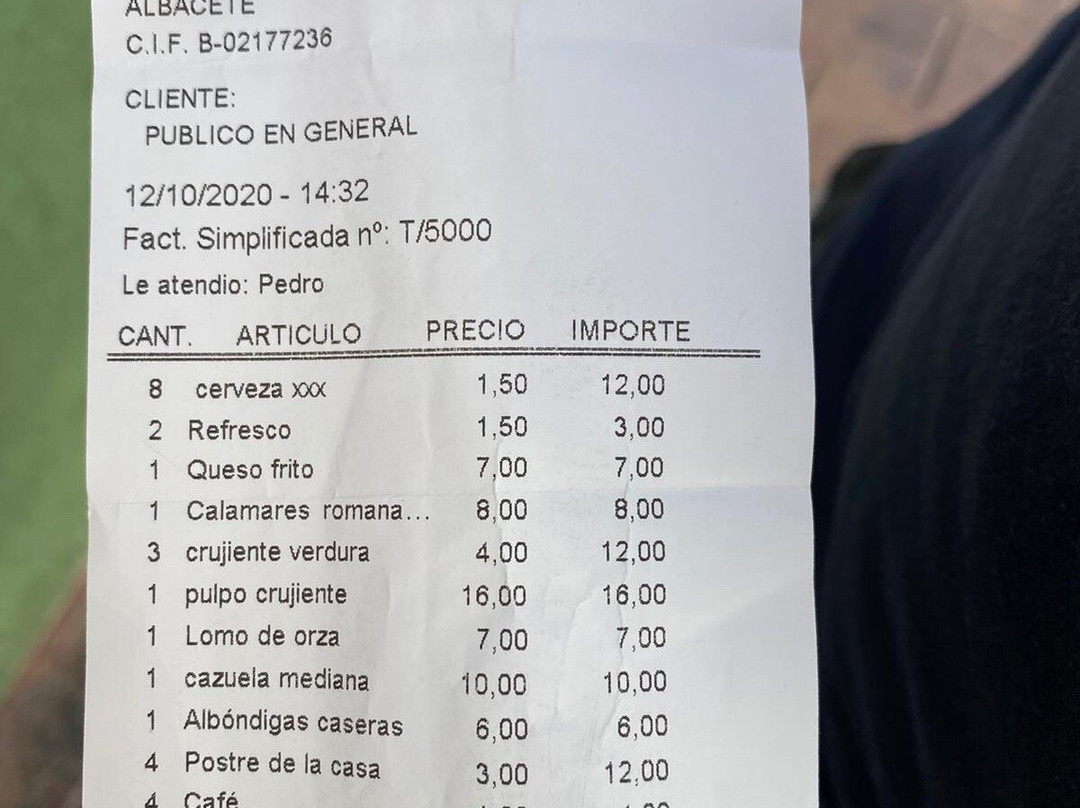 ALBACETE
C.I.F. B-02177236
CLIENTE:
PUBLICO EN GENERAL
12/10/2020 - 14:32
Fact. Simplificada nº: T/5000
Le atendio: Pedro
CANT. ARTICULO PRECIO IMPORTE
8 cerveza xxx 1,50 12,00
2 Refresco 1,50 3,00
1 Queso frito 7,00 7,00
1 Calamares romana... 8,00 8,00
3 crujiente verdura 4,00 12,00
1 pulpo crujiente 16,00 16,00
1 Lomo de orza 7,00 7,00
1 cazuela mediana 10,00 10,00
1 Albóndigas caseras 6,00 6,00
4 Postre de la casa 3,00 12,00
4 Café